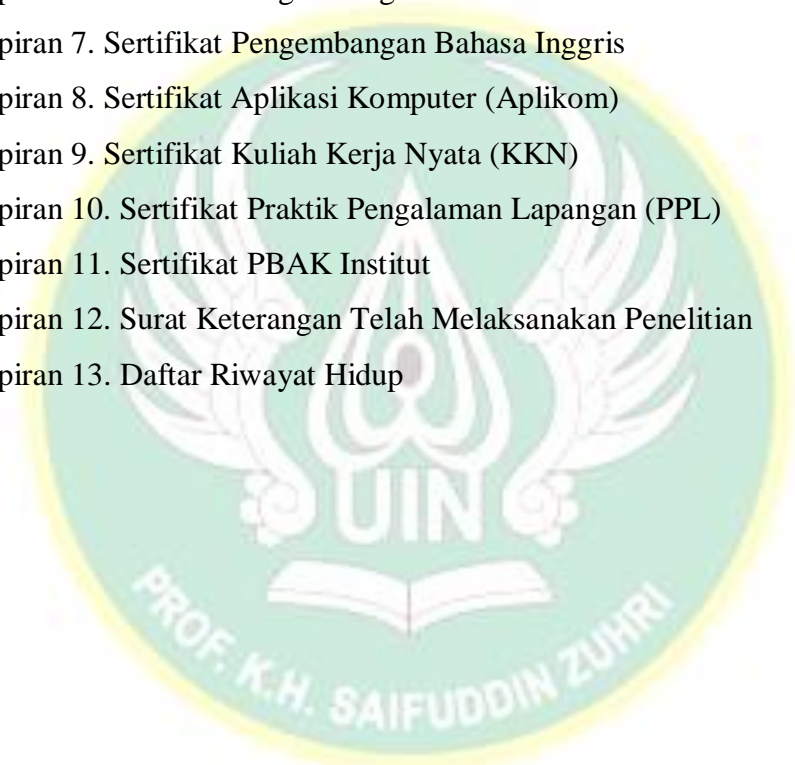 piran 7. Sertifikat Pengembangan Bahasa Inggris
piran 8. Sertifikat Aplikasi Komputer (Aplikom)
piran 9. Sertifikat Kuliah Kerja Nyata (KKN)
piran 10. Sertifikat Praktik Pengalaman Lapangan (PPL)
piran 11. Sertifikat PBAK Institut
piran 12. Surat Keterangan Telah Melaksanakan Penelitian
piran 13. Daftar Riwayat Hidup
UIN
PROF. K.H. SAIFUDDIN ZUHRI